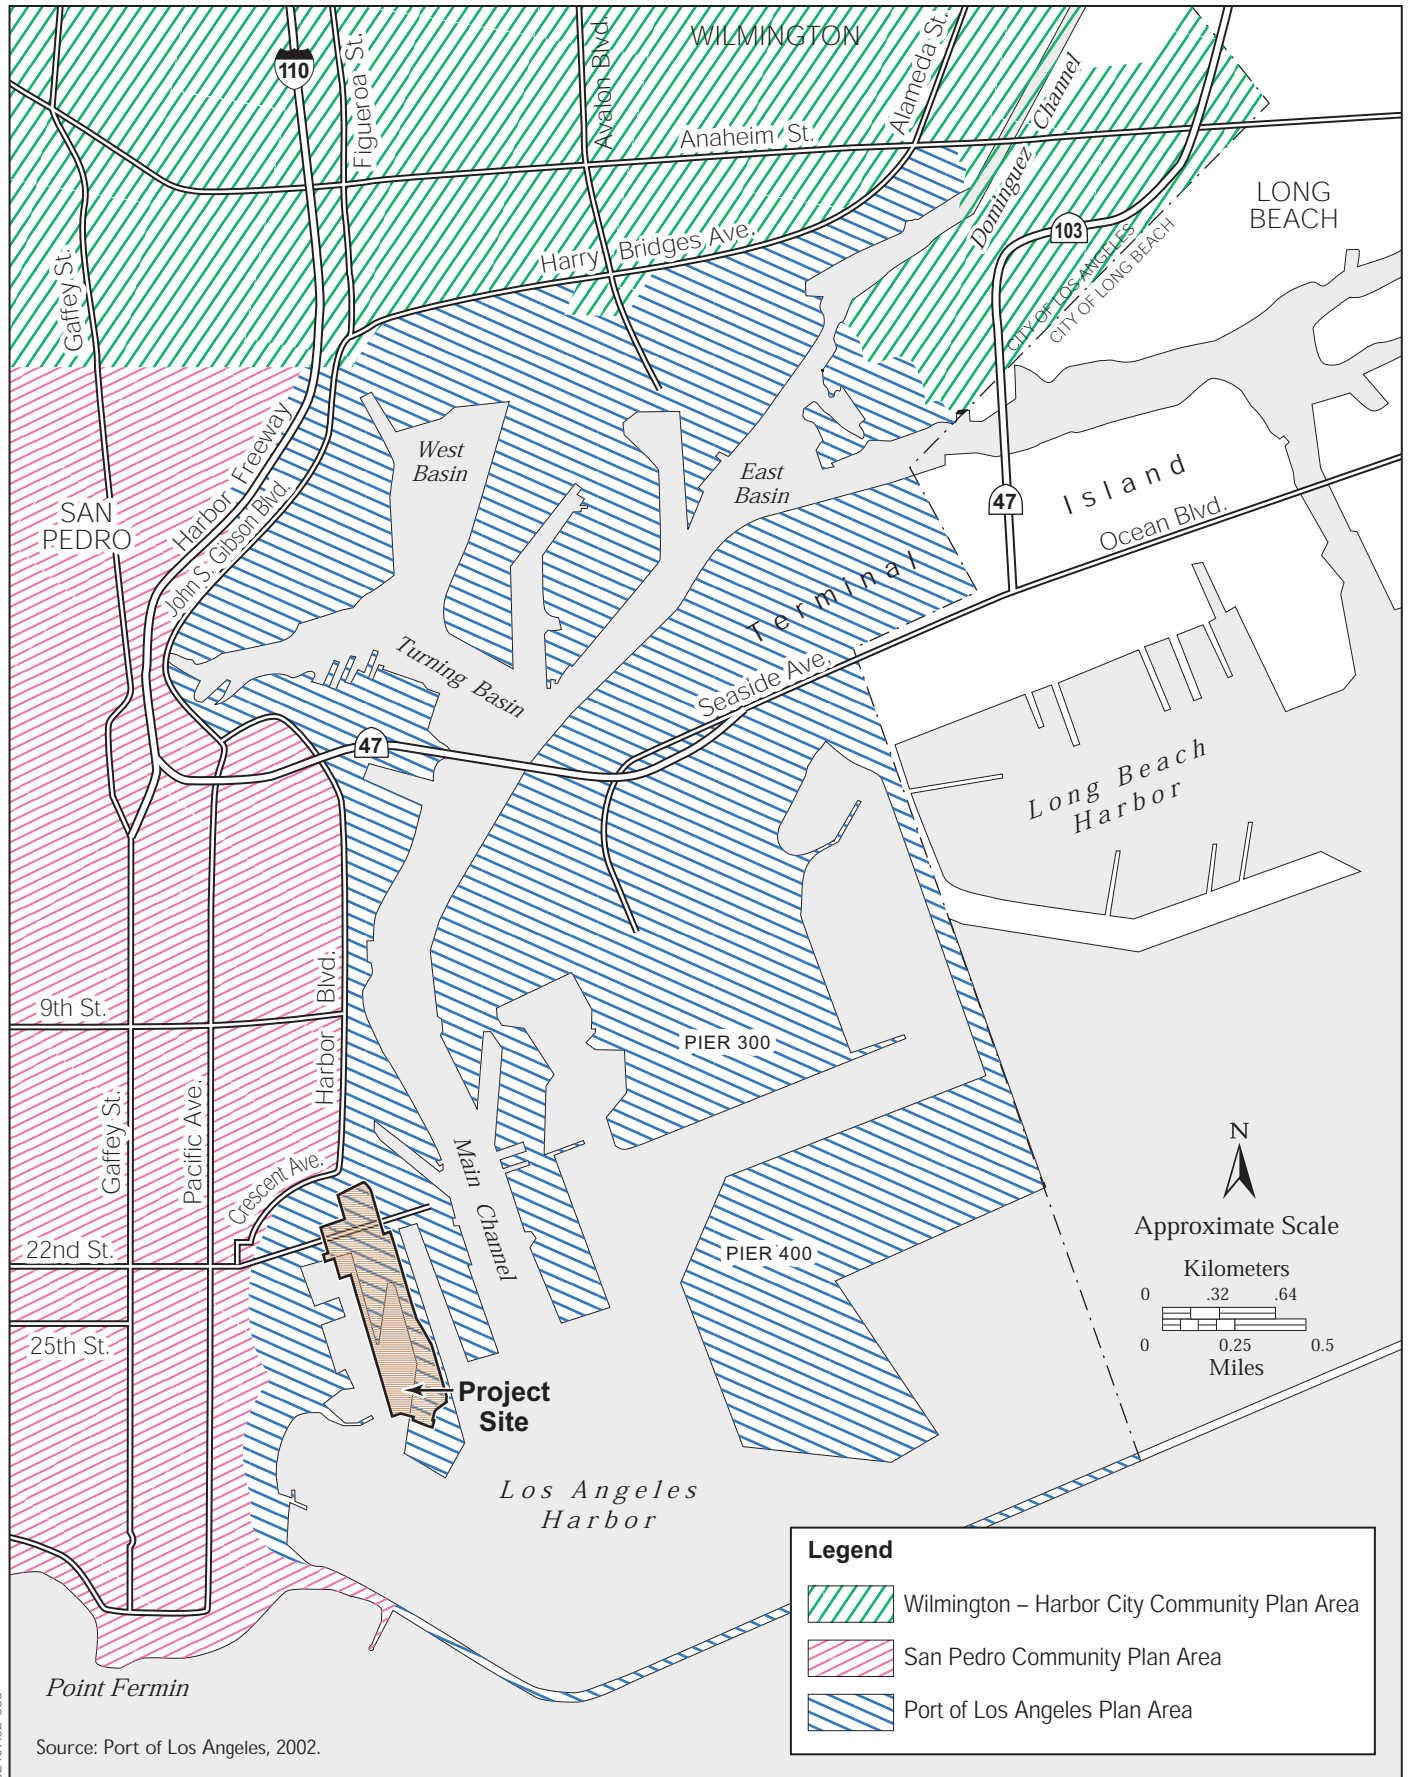 WILMINGTON
110
Figueroa St.
Avalon Blvd.
Alameda St.
Dominguez Channel
Anaheim St.
LONG
BEACH
103
Harry Bridges Ave.
CITY OF LOS ANGELES
CITY OF LONG BEACH
Gaffey St.
West
Basin
East
Basin
Island
47
Ocean Blvd.
SAN
PEDRO
Harbor Freeway
John S. Gibson Blvd.
Terminal
Turning Basin
Seaside Ave.
47
Long Beach
Harbor
Harbor Blvd.
9th St.
PIER 300
Gaffey St.
Pacific Ave.
Crescent Ave.
Main Channel
N
Approximate Scale
22nd St.
PIER 400
Kilometers
0 .32 .64
25th St.
0 0.25 0.5
Miles
Project
Site
Los Angeles
Harbor
Legend
Wilmington – Harbor City Community Plan Area
San Pedro Community Plan Area
Port of Los Angeles Plan Area
Point Fermin
Source: Port of Los Angeles, 2002.